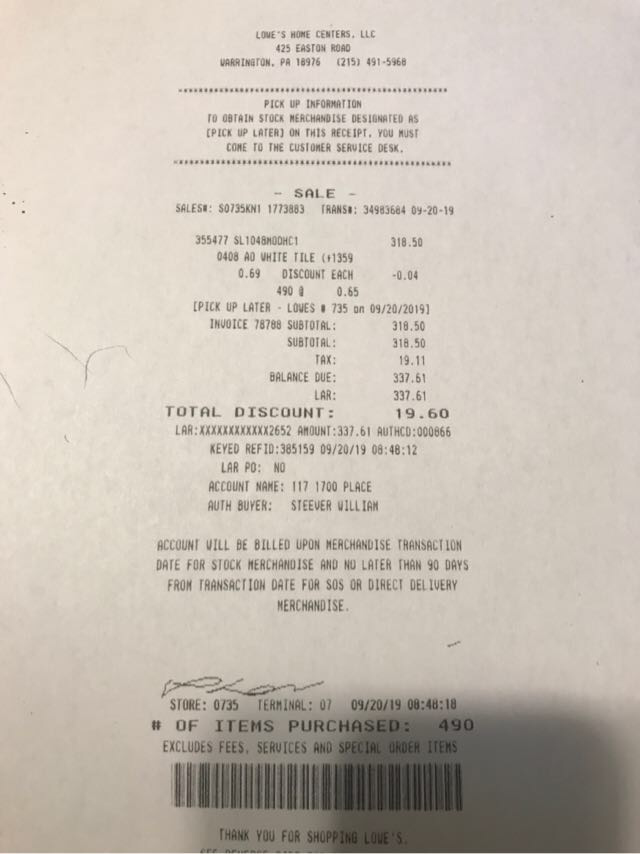 LOWE'S HOME CENTERS, LLC
425 EASTON ROAD
WARRINGTON, PA 18976 (215) 491-5968
************************************************
PICK UP INFORMATION
TO OBTAIN STOCK MERCHANDISE DESIGNATED AS
[PICK UP LATER] ON THIS RECEIPT, YOU MUST
COME TO THE CUSTOMER SERVICE DESK.
************************************************
- SALE -
SALES#: S0735KN1 1773883 TRANS#: 34983684 09-20-19
355477 SL1048MODHC1 318.50
0408 AO WHITE TILE (+1359
0.69 DISCOUNT EACH -0.04
490 @ 0.65
[PICK UP LATER - LOWES # 735 on 09/20/2019]
INVOICE 78788 SUBTOTAL: 318.50
SUBTOTAL: 318.50
TAX: 19.11
BALANCE DUE: 337.61
LAR: 337.61
TOTAL DISCOUNT: 19.60
LAR:XXXXXXXXXXXX2652 AMOUNT:337.61 AUTHCD:000866
KEYED REFID:385159 09/20/19 08:48:12
LAR PO: NO
ACCOUNT NAME: 117 1700 PLACE
AUTH BUYER: STEEVER WILLIAM
ACCOUNT WILL BE BILLED UPON MERCHANDISE TRANSACTION
DATE FOR STOCK MERCHANDISE AND NO LATER THAN 90 DAYS
FROM TRANSACTION DATE FOR SOS OR DIRECT DELIVERY
MERCHANDISE.
STORE: 0735 TERMINAL: 07 09/20/19 08:48:18
# OF ITEMS PURCHASED: 490
EXCLUDES FEES, SERVICES AND SPECIAL ORDER ITEMS
THANK YOU FOR SHOPPING LOWE'S.